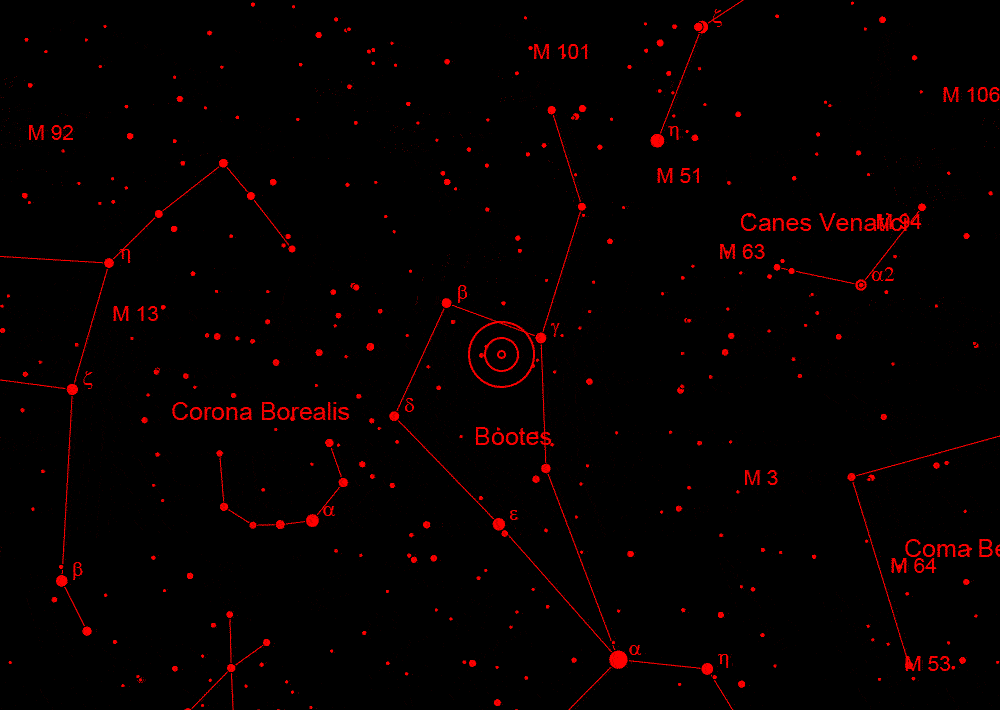 ζ
M 101
M 106
M 92
η
M 51
Canes Venatici
M 94
M 63
η
α2
β
M 13
γ
ζ
δ
Corona Borealis
Bootes
M 3
α
ε
Coma Be
M 64
β
α
η
M 53